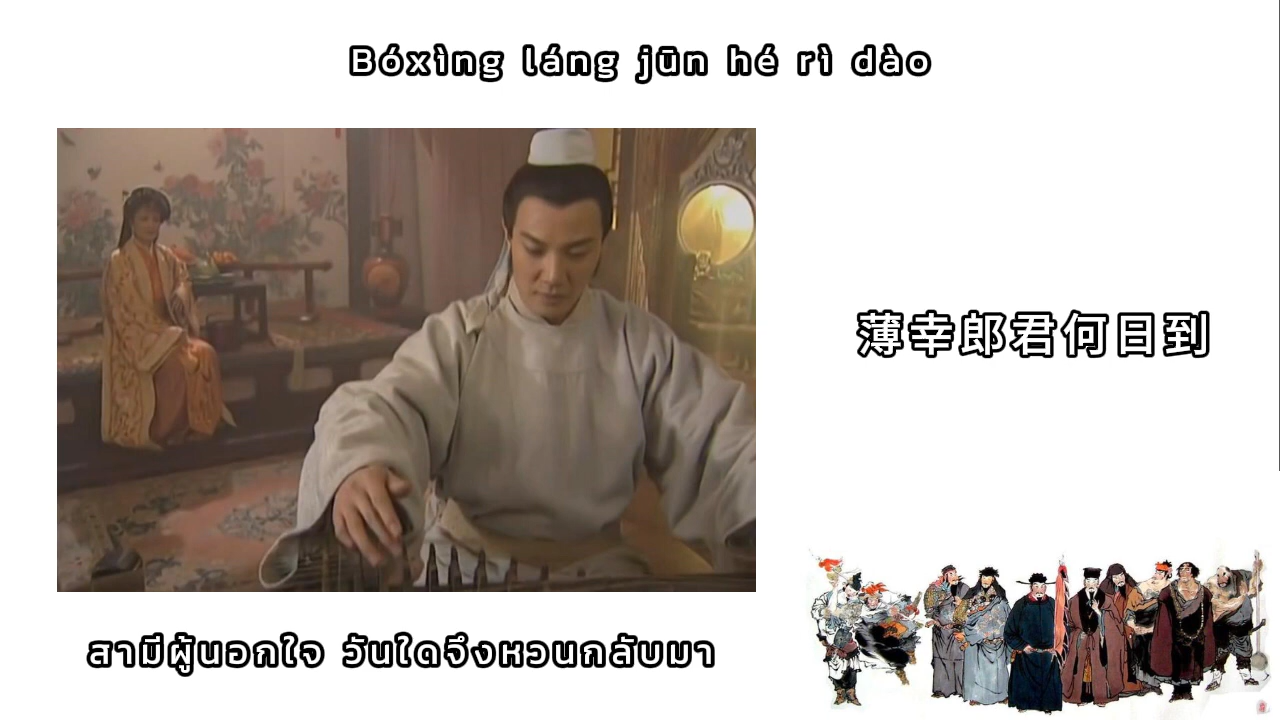 Bóxìng láng jūn hé rì dào
薄幸郎君何日到
สามีผู้นอกใจ วันใดจึงหวนกลับมา